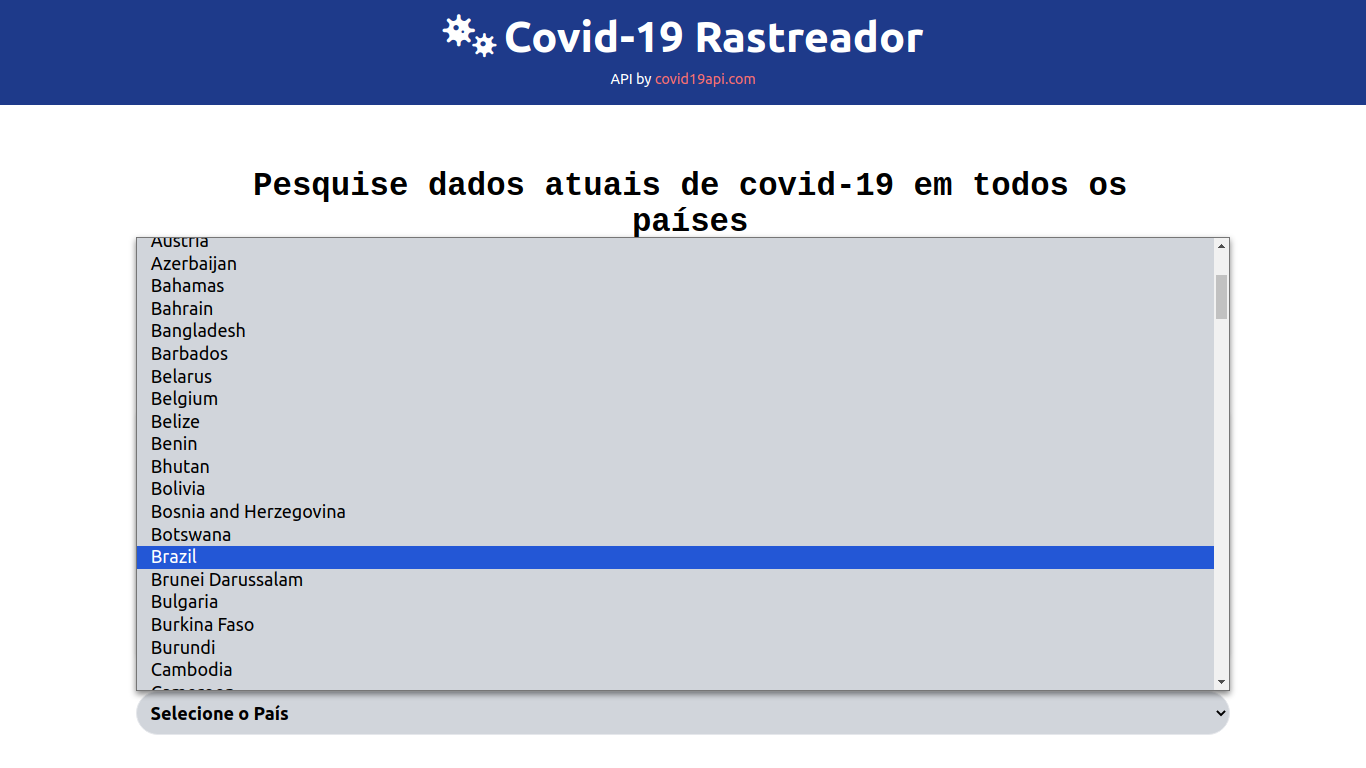 Covid-19 Rastreador
API by covid19api.com
Pesquise dados atuais de covid-19 em todos os
países
Austria
Azerbaijan
Bahamas
Bahrain
Bangladesh
Barbados
Belarus
Belgium
Belize
Benin
Bhutan
Bolivia
Bosnia and Herzegovina
Botswana
Brazil
Brunei Darussalam
Bulgaria
Burkina Faso
Burundi
Cambodia
Selecione o País